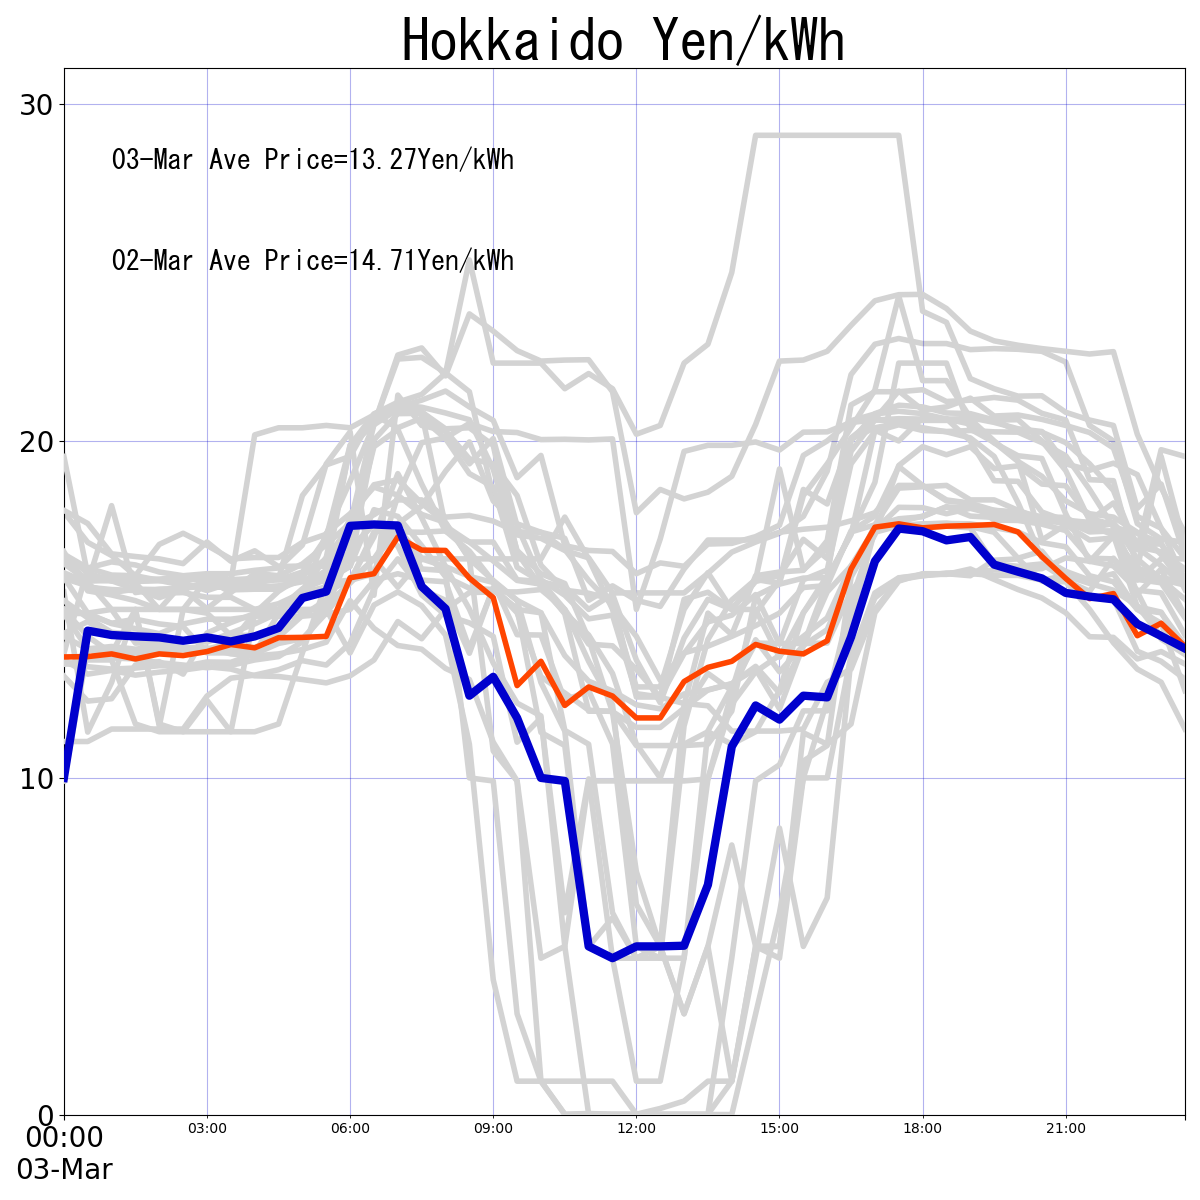 Hokkaido Yen/kWh
30
03-Mar Ave Price=13.27Yen/kWh
02-Mar Ave Price=14.71Yen/kWh
20
10
0
00:00 03:00 06:00 09:00 12:00 15:00 18:00 21:00
03-Mar